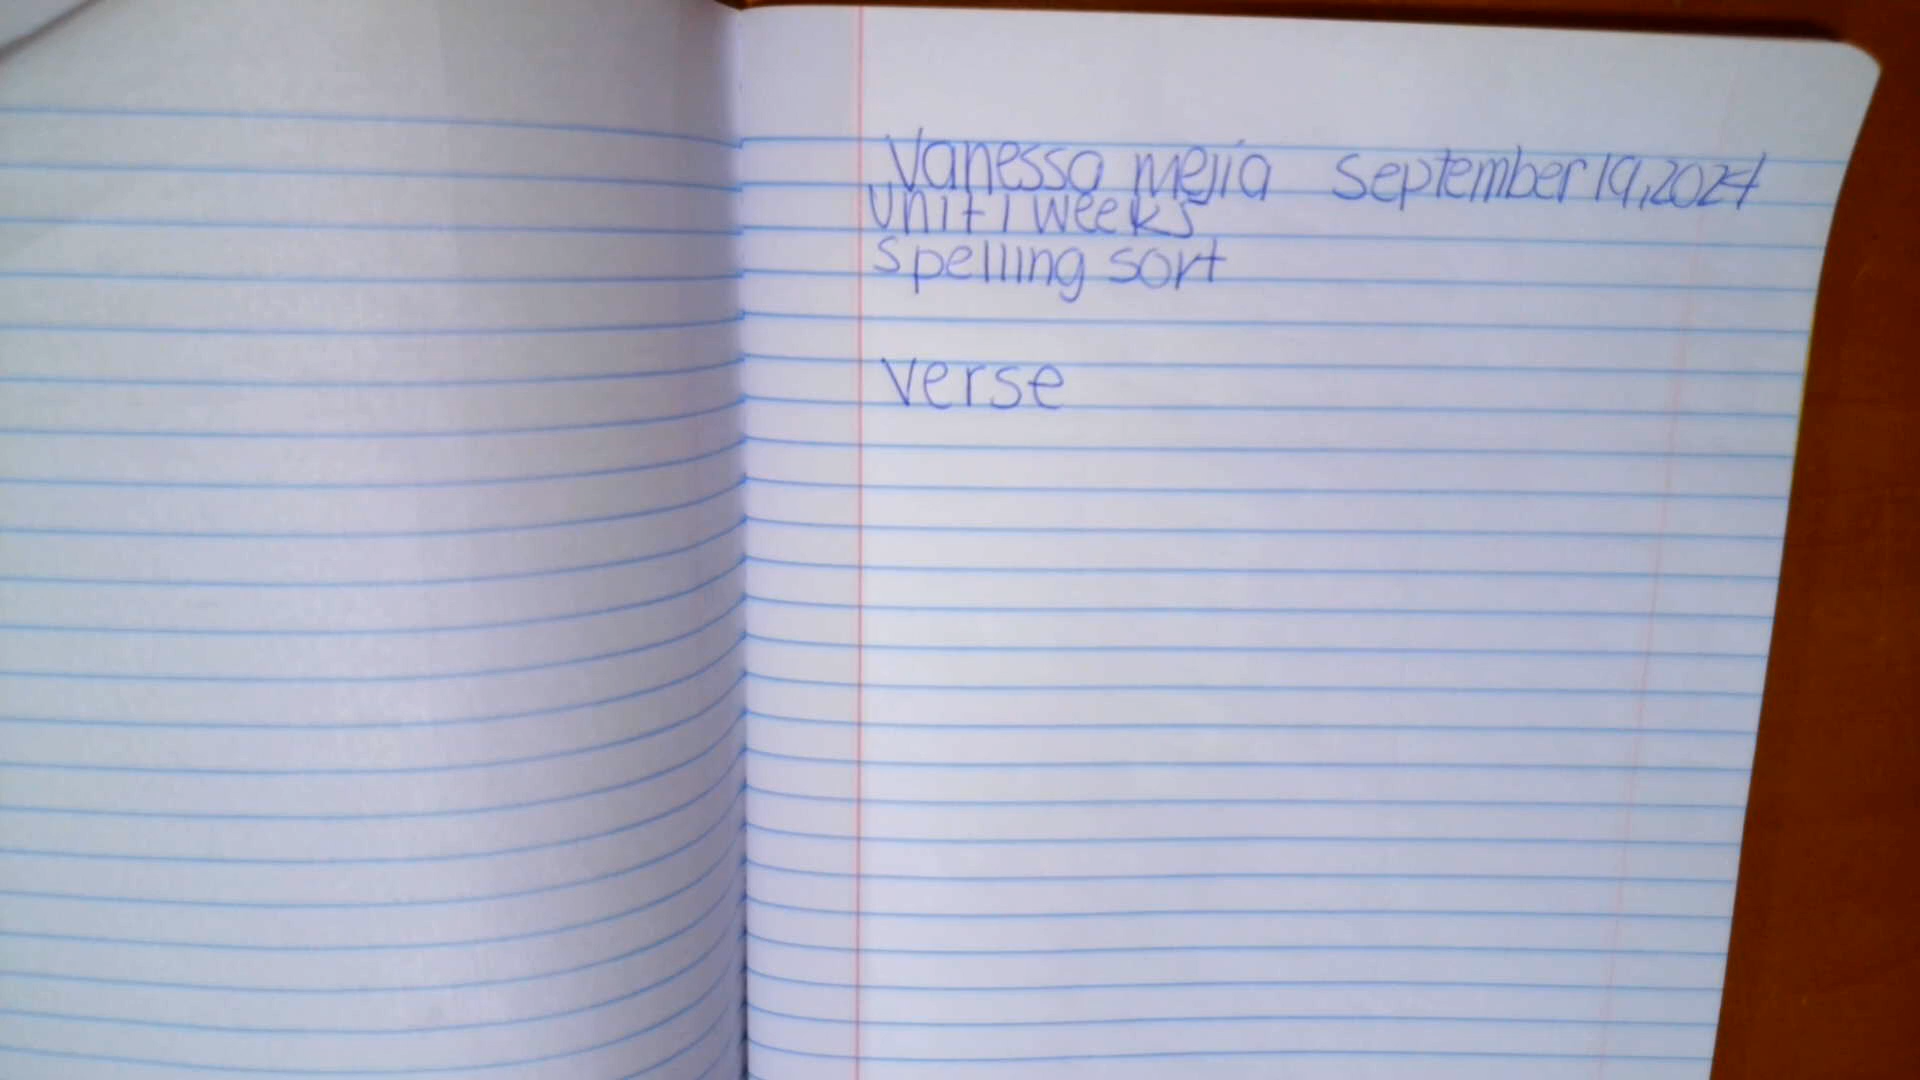 Vanessa mejia september 19, 2024
unit 1 week 5
spelling sort
verse